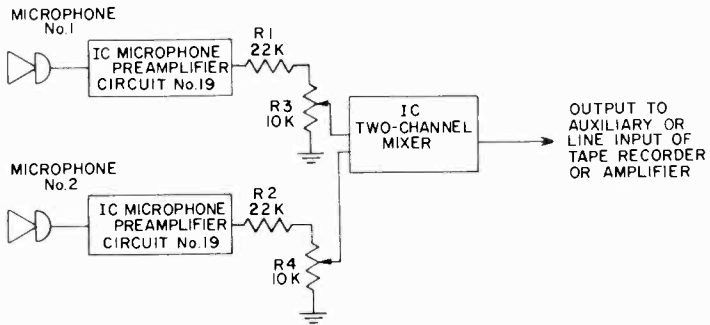 MICROPHONE
No.1
IC MICROPHONE
PREAMPLIFIER
CIRCUIT No.19
R1
22K
R3
10K
IC
TWO-CHANNEL
MIXER
OUTPUT TO
AUXILIARY OR
LINE INPUT OF
TAPE RECORDER
OR AMPLIFIER
MICROPHONE
No.2
IC MICROPHONE
PREAMPLIFIER
CIRCUIT No.19
R2
22K
R4
10K